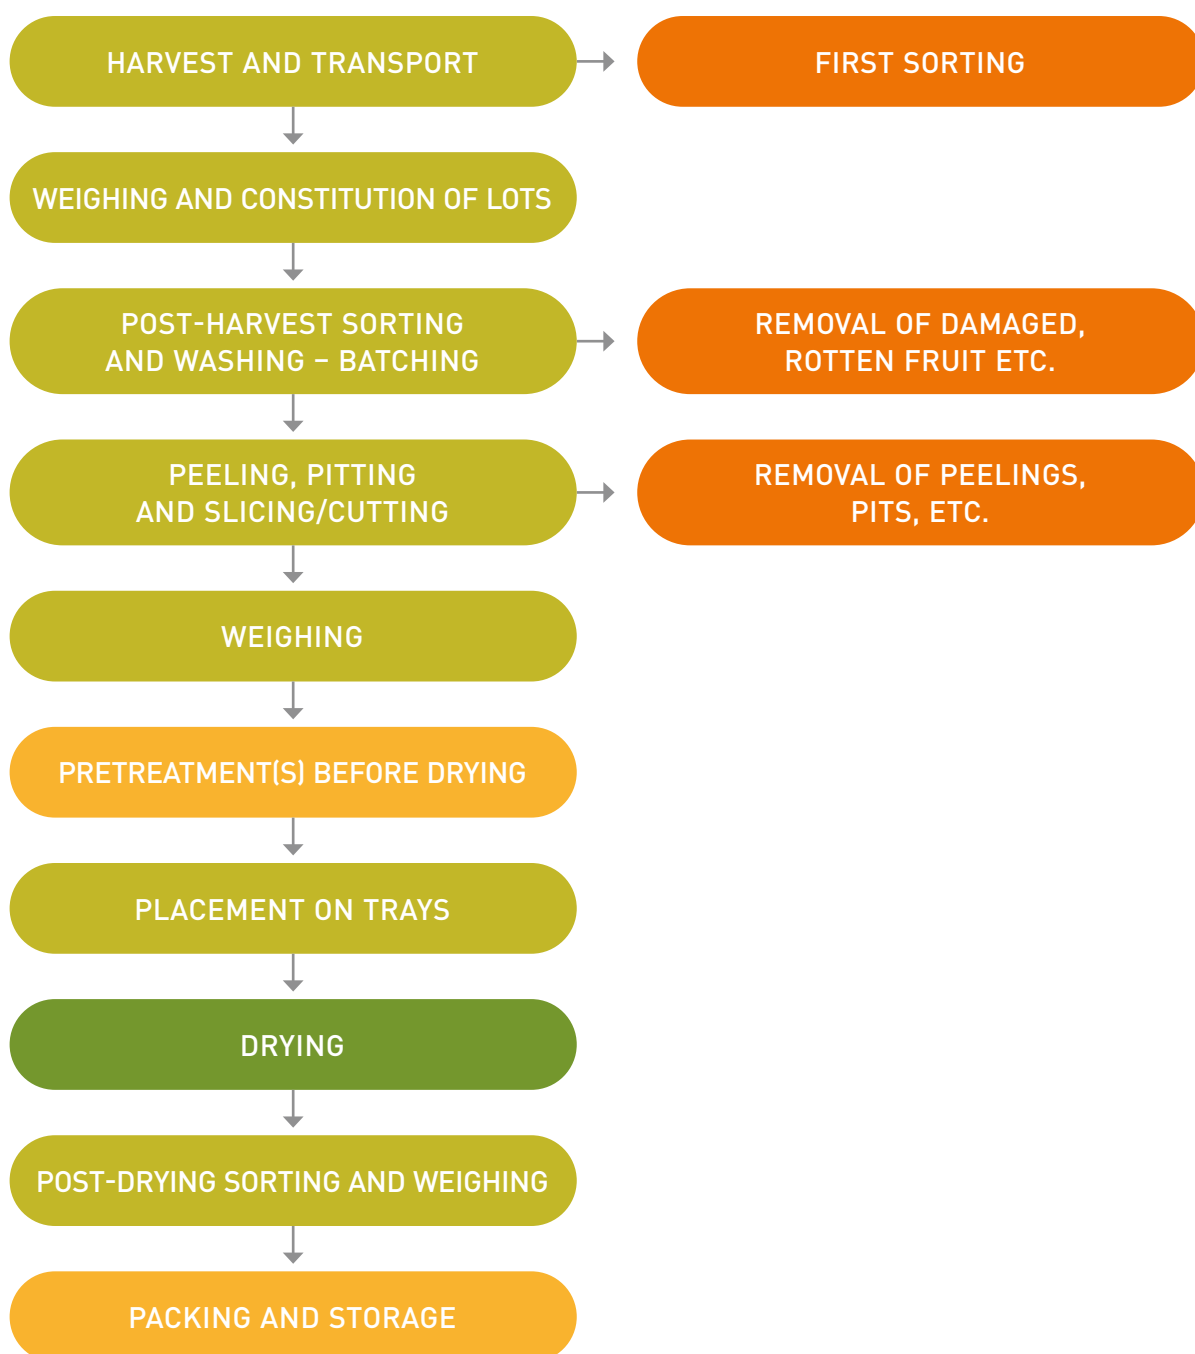 HARVEST AND TRANSPORT
FIRST SORTING
WEIGHING AND CONSTITUTION OF LOTS
POST-HARVEST SORTING
AND WASHING – BATCHING
REMOVAL OF DAMAGED,
ROTTEN FRUIT ETC.
PEELING, PITTING
AND SLICING/CUTTING
REMOVAL OF PEELINGS,
PITS, ETC.
WEIGHING
PRETREATMENT(S) BEFORE DRYING
PLACEMENT ON TRAYS
DRYING
POST-DRYING SORTING AND WEIGHING
PACKING AND STORAGE